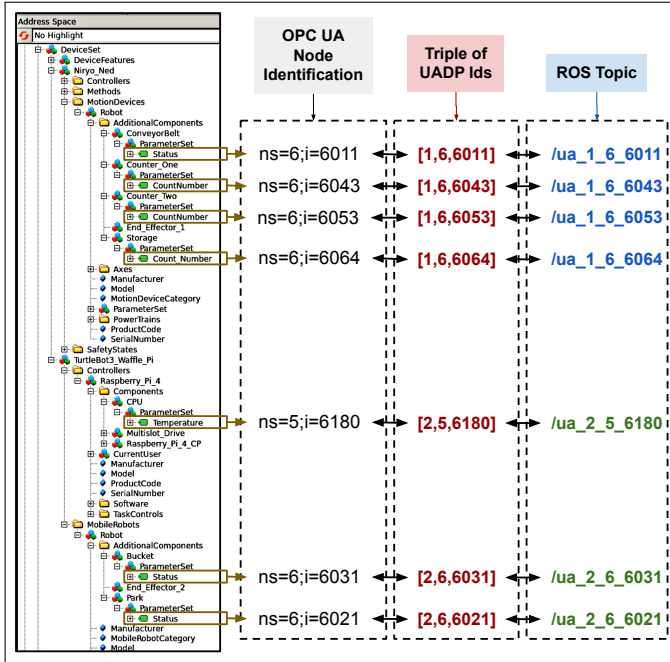 Address Space
No Highlight
DeviceSet
DeviceFeatures
Niryo_Ned
Controllers
Methods
MotionDevices
Robot
AdditionalComponents
ConveyorBelt
ParameterSet
Status
Counter_One
ParameterSet
CountNumber
Counter_Two
ParameterSet
CountNumber
End_Effector_1
Storage
ParameterSet
Count_Number
Axes
Manufacturer
Model
MotionDeviceCategory
ParameterSet
PowerTrains
ProductCode
SerialNumber
SafetyStates
TurtleBot3_Waffle_Pi
Controllers
Raspberry_Pi_4
Components
CPU
ParameterSet
Temperature
Multislot_Drive
Raspberry_Pi_4_CP
CurrentUser
Manufacturer
Model
ProductCode
SerialNumber
Software
TaskControls
MobileRobots
Robot
AdditionalComponents
Bucket
ParameterSet
Status
End_Effector_2
Park
ParameterSet
Status
Manufacturer
MobileRobotCategory
Model
OPC UA
Node
Identification
ns=6;i=6011
ns=6;i=6043
ns=6;i=6053
ns=6;i=6064
ns=5;i=6180
ns=6;i=6031
ns=6;i=6021
Triple of
UADP Ids
[1,6,6011]
[1,6,6043]
[1,6,6053]
[1,6,6064]
[2,5,6180]
[2,6,6031]
[2,6,6021]
ROS Topic
/ua_1_6_6011
/ua_1_6_6043
/ua_1_6_6053
/ua_1_6_6064
/ua_2_5_6180
/ua_2_6_6031
/ua_2_6_6021